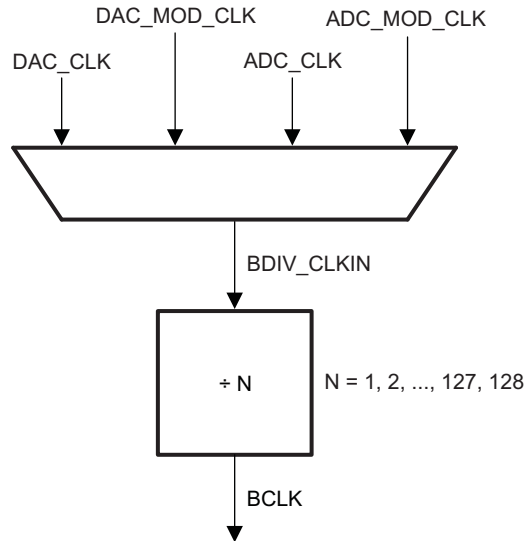 DAC_MOD_CLK
ADC_MOD_CLK
DAC_CLK
ADC_CLK
BDIV_CLKIN
÷ N
N = 1, 2, ..., 127, 128
BCLK